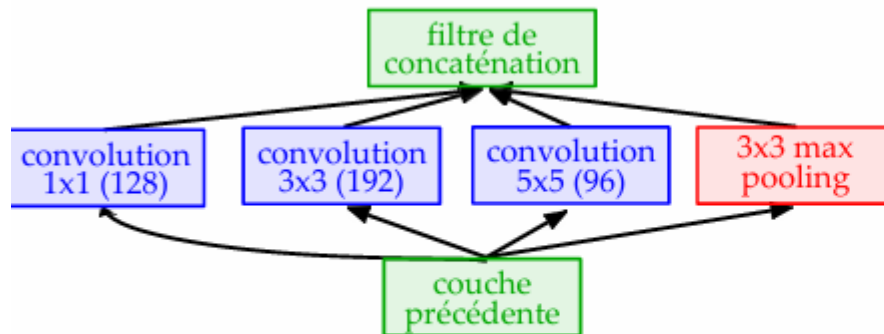 filtre de
concaténation
convolution
1x1 (128)
convolution
3x3 (192)
convolution
5x5 (96)
3x3 max
pooling
couche
précédente